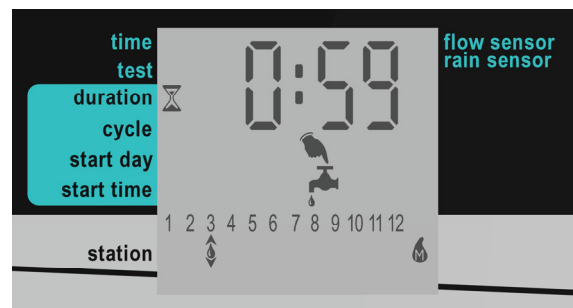 time
test
duration
cycle
start day
start time
0:59
flow sensor
rain sensor
1 2 3 4 5 6 7 8 9 10 11 12
station
M